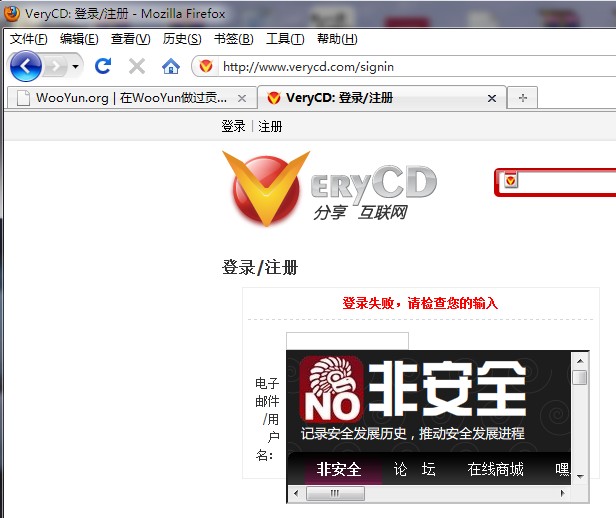 VeryCD: 登录/注册 - Mozilla Firefox
文件(F) 编辑(E) 查看(V) 历史(S) 书签(B) 工具(T) 帮助(H)
http://www.verycd.com/signin
WooYun.org | 在WooYun做过贡... VeryCD: 登录/注册
登录 | 注册
VeryCD
分享 互联网
登录/注册
登录失败，请检查您的输入
电子
邮件
/用
户
名：
NO 非安全
记录安全发展历史，推动安全发展进程
非安全 论 坛 在线商城 嘿